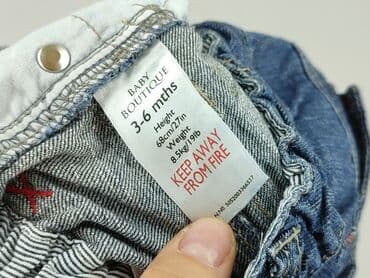 BABY
BOUTIQUE
3-6 mths
Height
68cm/27in
Weight
8.5kg/19lb
KEEP AWAY
FROM FIRE